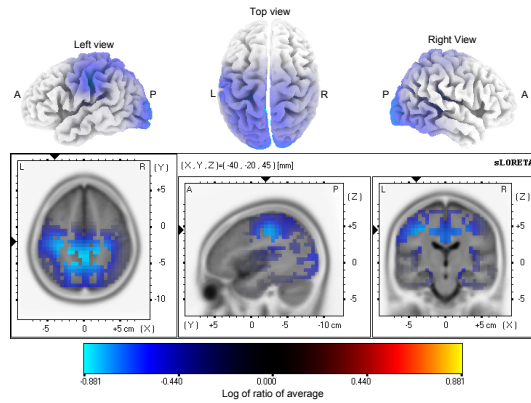 Top view
Left view
Right View
A
P
L
R
P
A
L
R
(Y)
(X,Y,Z)=(-40,-20,45)[mm]
sLORETA
A
P
(Z)
L
R
(Z)
+5
0
-5
-10
+5
0
-5
+5
0
-5
-5
0
+5 cm
(X)
(Y)
+5
0
-5
-10 cm
-5
0
+5 cm
(X)
-0.881
-0.440
0.000
0.440
0.881
Log of ratio of average